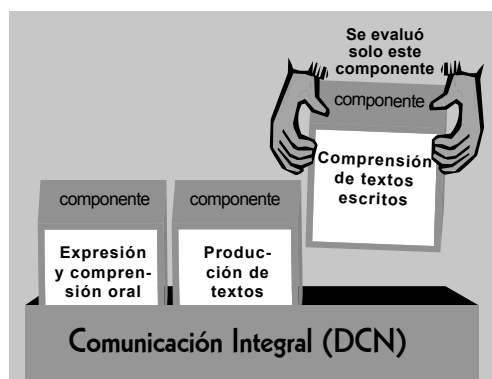 Se evaluó
solo este
componente
componente
Comprensión
de textos
escritos
componente
Expresión
y compren-
sión oral
componente
Produc-
ción de
textos
Comunicación Integral (DCN)